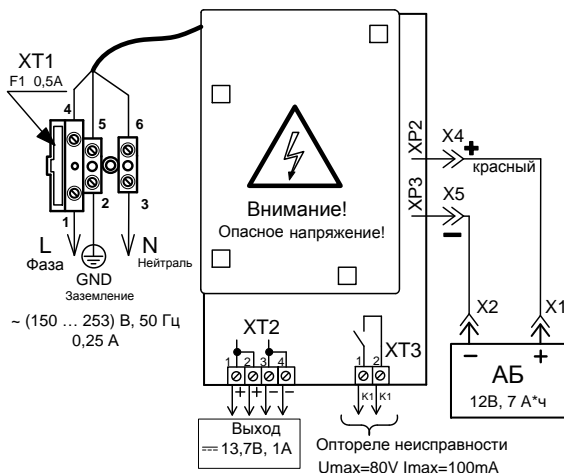 XT1
F1 0,5A
4
5
6
1
2
3
L
Фаза
GND
Заземление
N
Нейтраль
~ (150 ... 253) В, 50 Гц
0,25 А
Внимание!
Опасное напряжение!
XP2
XP3
X4
+
красный
X5
–
X2
X1
– +
АБ
12В, 7 А*ч
XT2
1 2 3 4
+ + – –
Выход
⎓ 13,7В, 1А
XT3
1 2
K1 K1
Оптореле неисправности
Umax=80V Imax=100mA